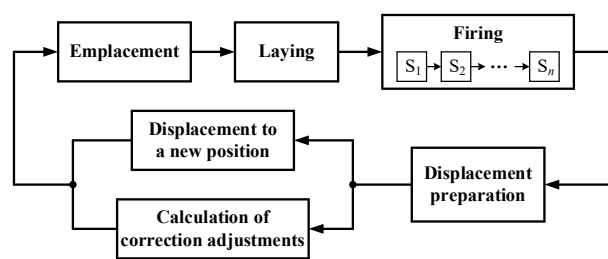 Emplacement
Laying
Firing
S1 S2 ... Sn
Displacement to
a new position
Displacement
preparation
Calculation of
correction adjustments